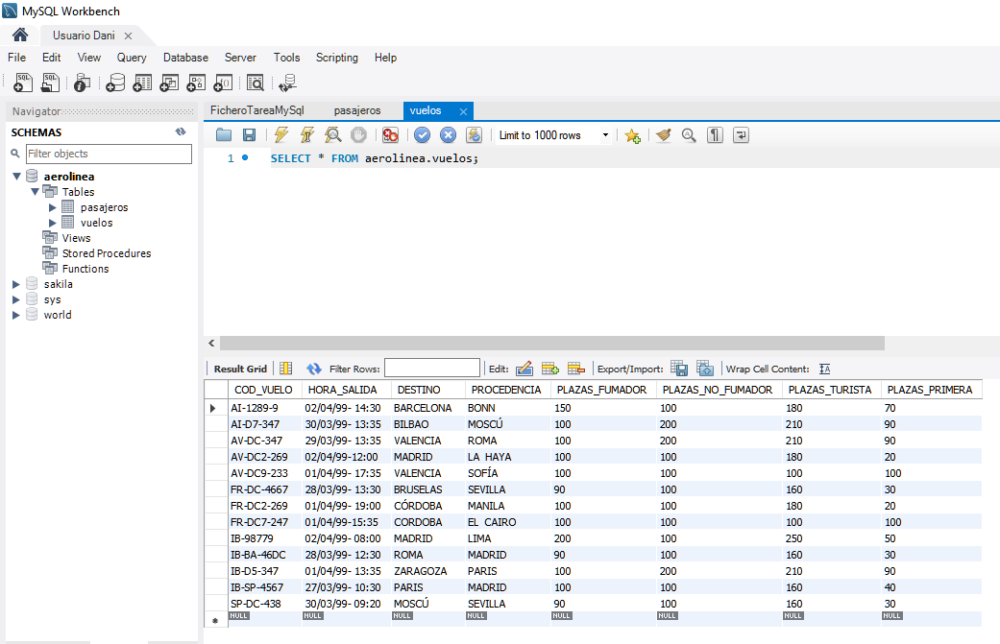 MySQL Workbench
Usuario Dani
File Edit View Query Database Server Tools Scripting Help
Navigator
SCHEMAS
Filter objects
aerolinea
Tables
pasajeros
vuelos
Views
Stored Procedures
Functions
sakila
sys
world
FicheroTareaMySql pasajeros vuelos
Limit to 1000 rows
1 SELECT * FROM aerolinea.vuelos;
Result Grid Filter Rows: Edit: Export/Import: Wrap Cell Content:
COD_VUELO HORA_SALIDA DESTINO PROCEDENCIA PLAZAS_FUMADOR PLAZAS_NO_FUMADOR PLAZAS_TURISTA PLAZAS_PRIMERA
AI-1289-9 02/04/99- 14:30 BARCELONA BONN 150 100 180 70
AI-D7-347 30/03/99- 13:35 BILBAO MOSCÚ 100 200 210 90
AV-DC-347 29/03/99- 13:35 VALENCIA ROMA 100 200 210 90
AV-DC2-269 02/04/99-12:00 MADRID LA HAYA 100 100 180 20
AV-DC9-233 01/04/99- 17:35 VALENCIA SOFÍA 100 100 100 100
FR-DC-4667 28/03/99- 13:30 BRUSELAS SEVILLA 90 100 160 30
FR-DC2-269 01/04/99- 19:00 CÓRDOBA MANILA 100 100 180 20
FR-DC7-247 01/04/99-15:35 CORDOBA EL CAIRO 100 100 100 100
IB-98779 02/04/99- 08:00 MADRID LIMA 200 100 250 50
IB-BA-46DC 28/03/99- 12:30 ROMA MADRID 90 100 160 30
IB-D5-347 01/04/99- 13:35 ZARAGOZA PARIS 100 200 210 90
IB-SP-4567 27/03/99- 10:30 PARIS MADRID 100 100 160 40
SP-DC-438 30/03/99- 09:20 MOSCÚ SEVILLA 90 100 160 30
NULL NULL NULL NULL NULL NULL NULL NULL